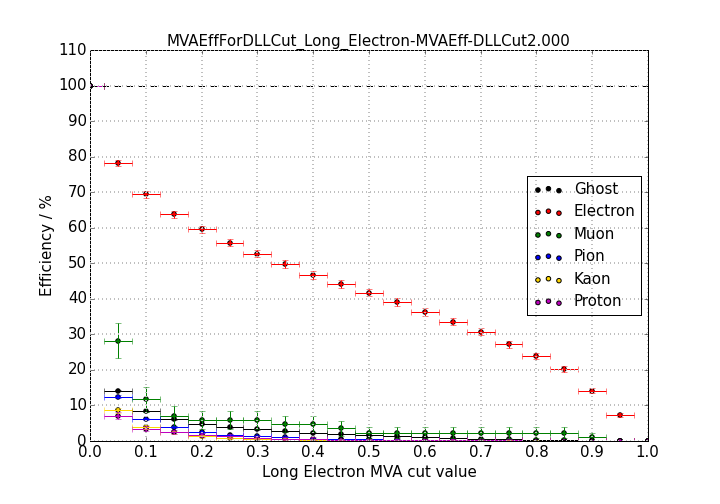 MVAEffForDLLCut_Long_Electron-MVAEff-DLLCut2.000
110
100
90
80
70
60
50
40
30
20
10
0
Efficiency / %
Ghost
Electron
Muon
Pion
Kaon
Proton
0.0 0.1 0.2 0.3 0.4 0.5 0.6 0.7 0.8 0.9 1.0
Long Electron MVA cut value